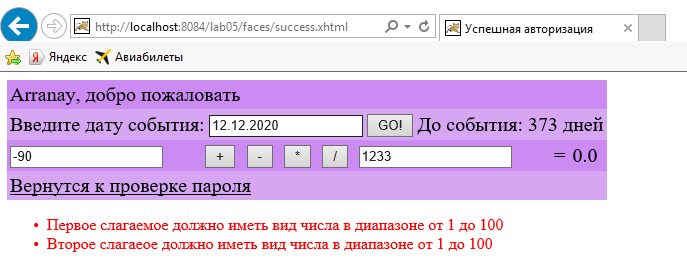 http://localhost:8084/lab05/faces/success.xhtml
Успешная авторизация
Яндекс Авиабилеты
Arranay, добро пожаловать
Введите дату события: 12.12.2020 GO! До события: 373 дней
-90 + - * / 1233 = 0.0
Вернутся к проверке пароля
• Первое слагаемое должно иметь вид числа в диапазоне от 1 до 100
• Второе слагаеое должно иметь вид числа в диапазоне от 1 до 100